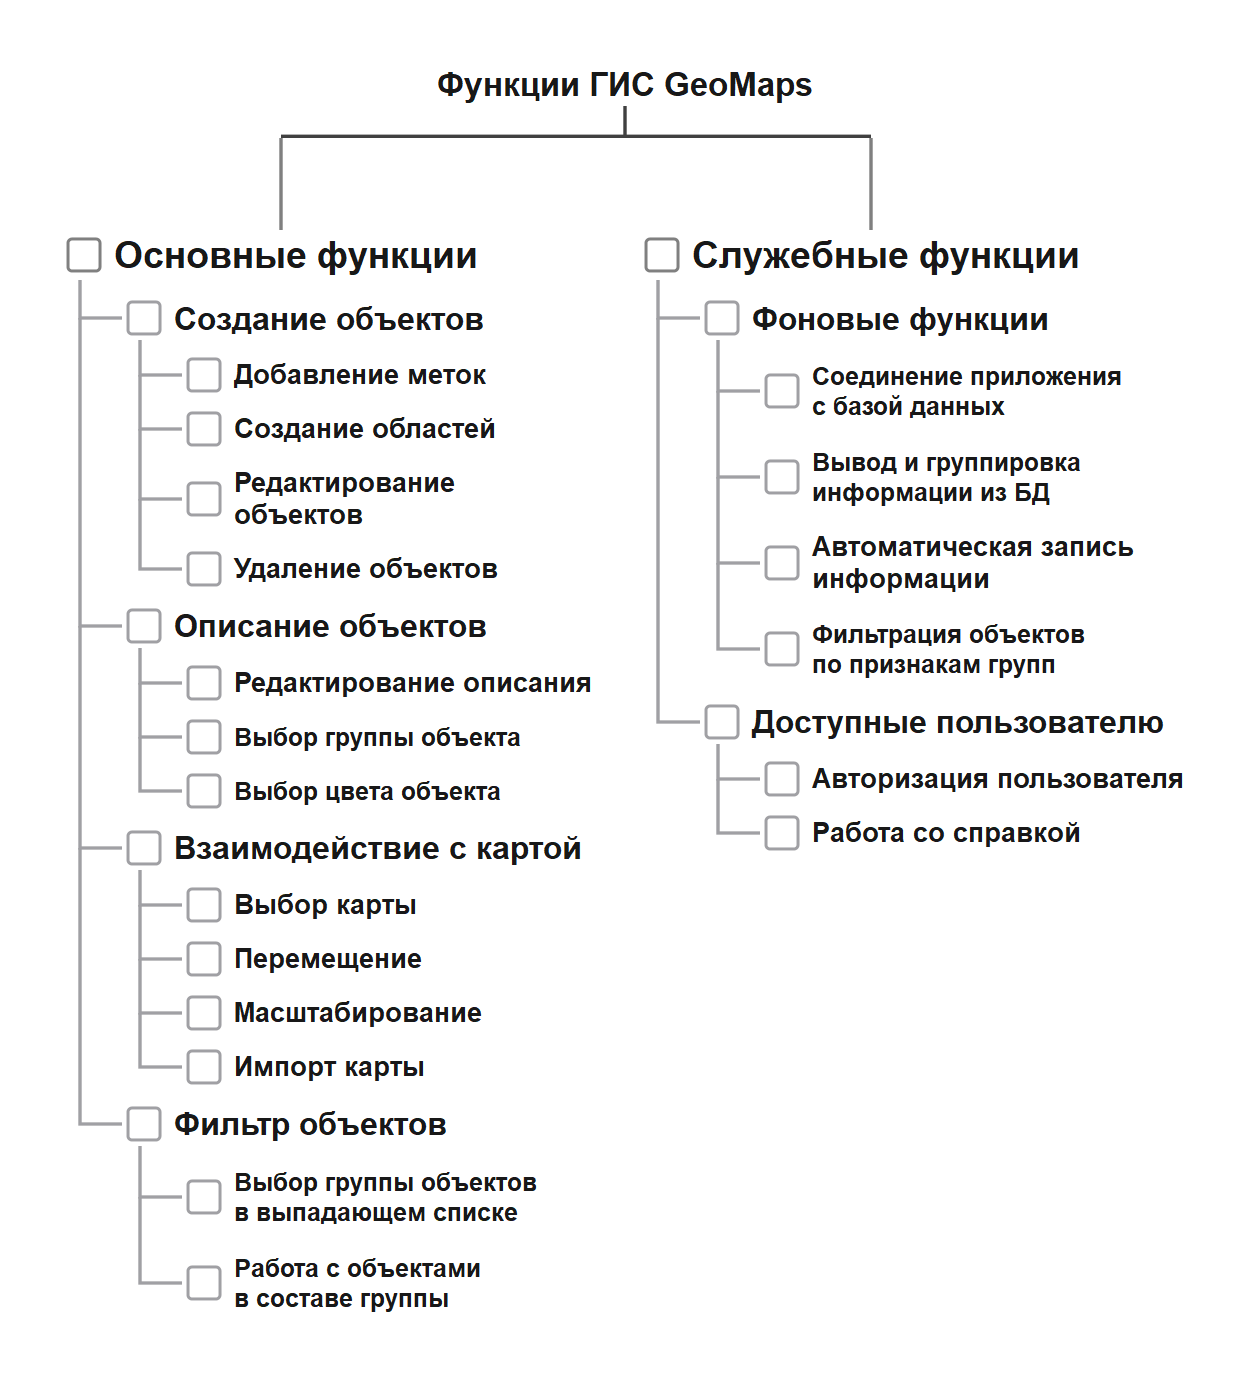 Функции ГИС GeoMaps
Основные функции
Создание объектов
Добавление меток
Создание областей
Редактирование
объектов
Удаление объектов
Описание объектов
Редактирование описания
Выбор группы объекта
Выбор цвета объекта
Взаимодействие с картой
Выбор карты
Перемещение
Масштабирование
Импорт карты
Фильтр объектов
Выбор группы объектов
в выпадающем списке
Работа с объектами
в составе группы
Служебные функции
Фоновые функции
Соединение приложения
с базой данных
Вывод и группировка
информации из БД
Автоматическая запись
информации
Фильтрация объектов
по признакам групп
Доступные пользователю
Авторизация пользователя
Работа со справкой